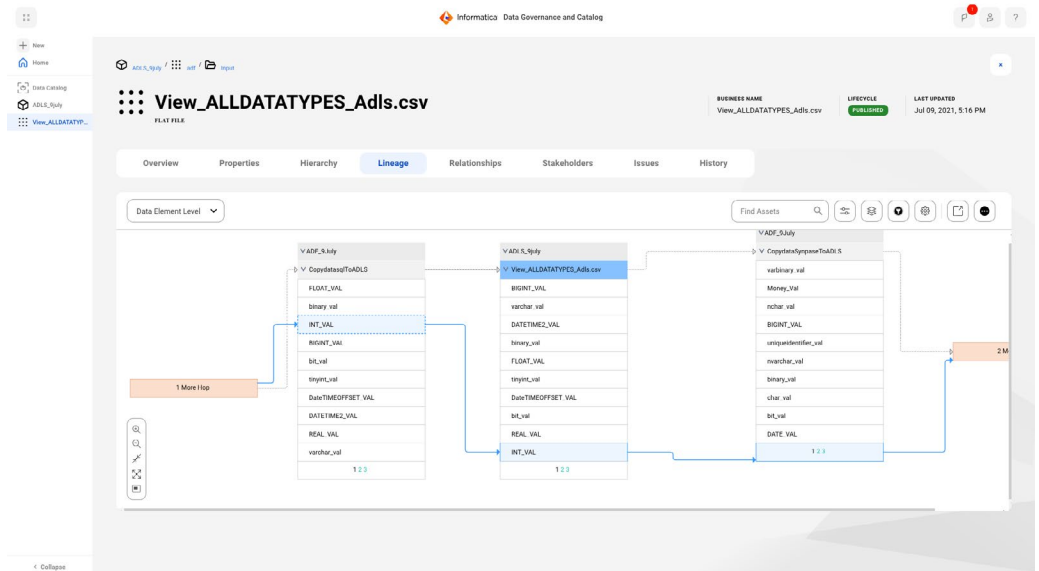 Informatica Data Governance and Catalog
1
?
New
Home
Data Catalog
ADLS_9july
View_ALLDATATYP...
ADLS_9july / adf / input
x
View_ALLDATATYPES_Adls.csv
FLAT FILE
BUSINESS NAME
View_ALLDATATYPES_Adls.csv
LIFECYCLE
PUBLISHED
LAST UPDATED
Jul 09, 2021, 5:16 PM
Overview Properties Hierarchy Lineage Relationships Stakeholders Issues History
Data Element Level
Find Assets
1 More Hop
ADF_9July
CopydatasqlToADLS
FLOAT_VAL
binary_val
INT_VAL
BIGINT_VAL
bit_val
tinyint_val
DateTIMEOFFSET_VAL
DATETIME2_VAL
REAL_VAL
varchar_val
1 2 3
ADLS_9july
View_ALLDATATYPES_Adls.csv
BIGINT_VAL
varchar_val
DATETIME2_VAL
binary_val
FLOAT_VAL
tinyint_val
DateTIMEOFFSET_VAL
bit_val
REAL_VAL
INT_VAL
1 2 3
ADF_9July
CopydataSynpaseToADLS
varbinary_val
Money_Val
nchar_val
BIGINT_VAL
uniqueidentifier_val
nvarchar_val
binary_val
char_val
bit_val
DATE_VAL
1 2 3
2 M
< Collapse